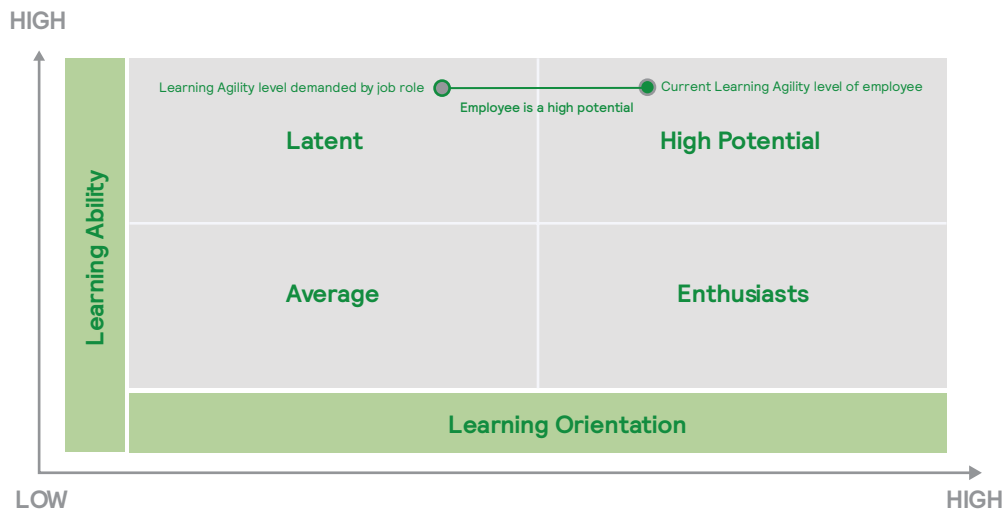 HIGH
Learning Agility level demanded by job role
Current Learning Agility level of employee
Employee is a high potential
Latent
High Potential
Learning Ability
Average
Enthusiasts
Learning Orientation
LOW
HIGH